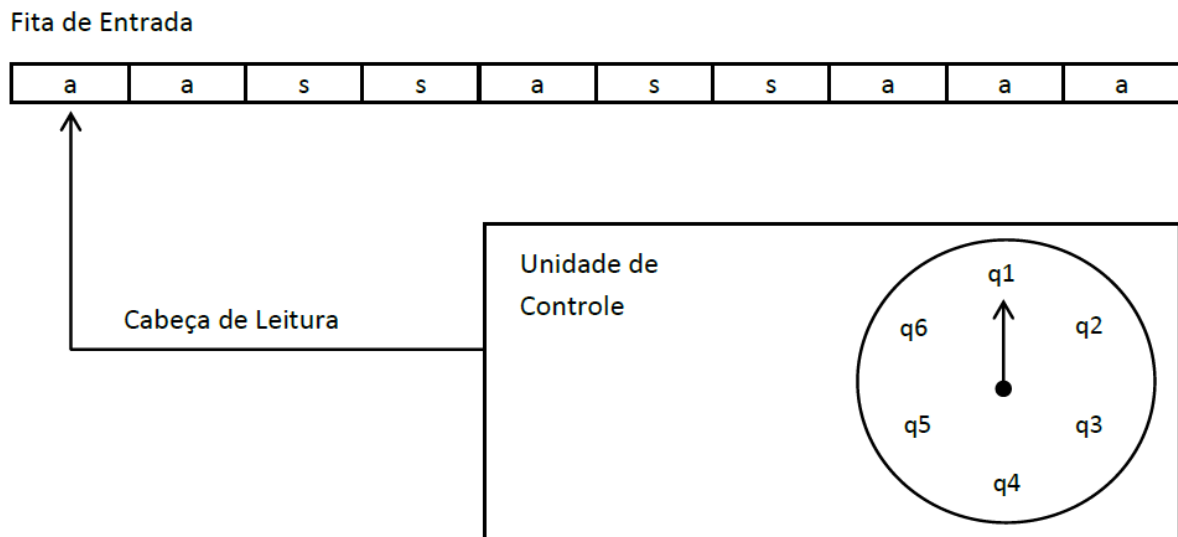 Fita de Entrada
a a s s a s s a a a
Unidade de
Controle
Cabeça de Leitura
q1
q6 q2
q5 q3
q4